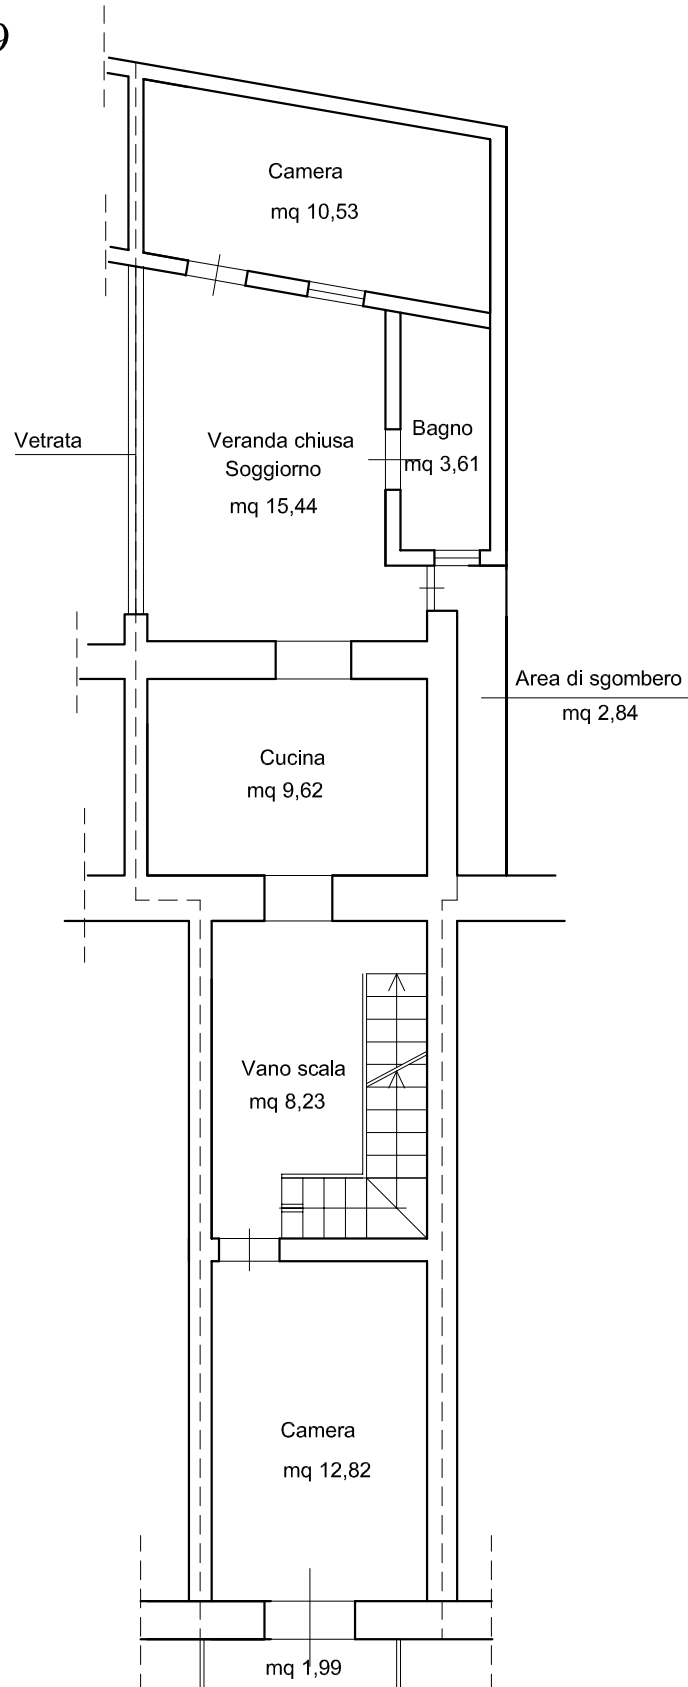 9
Camera
mq 10,53
Vetrata
Veranda chiusa
Soggiorno
mq 15,44
Bagno
mq 3,61
Area di sgombero
mq 2,84
Cucina
mq 9,62
Vano scala
mq 8,23
Camera
mq 12,82
mq 1,99